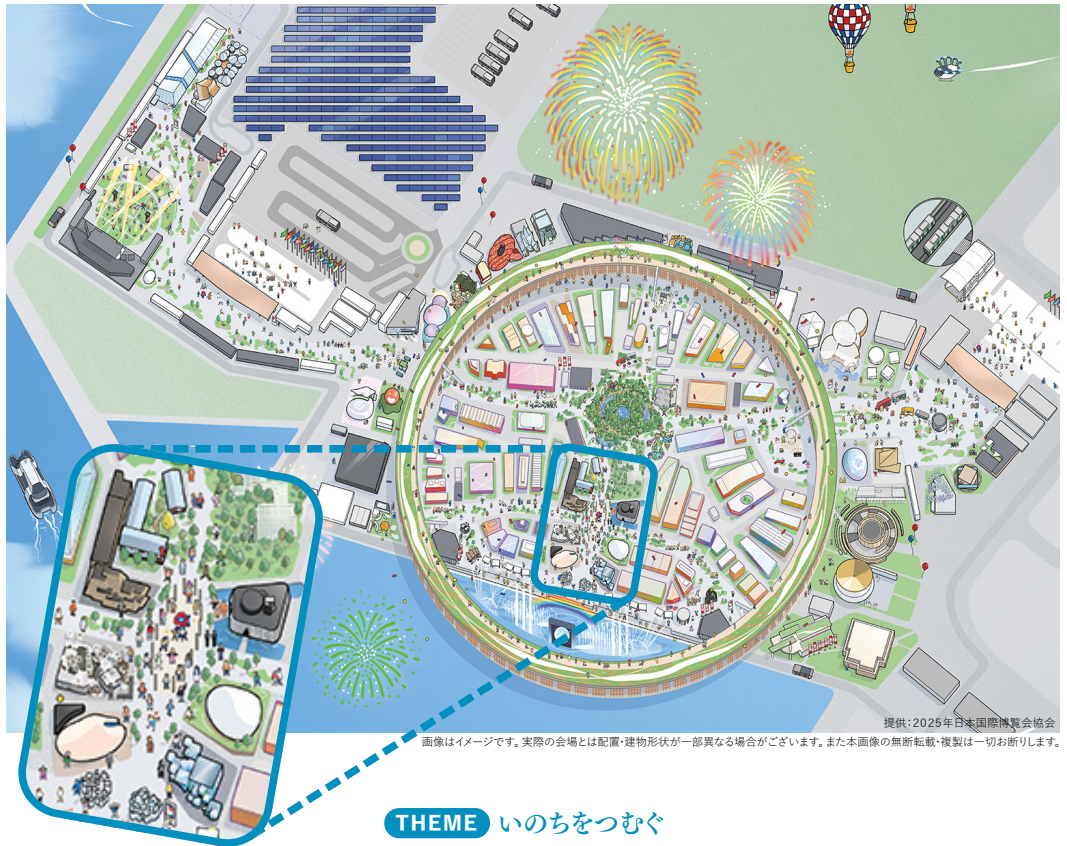 提供：2025年日本国際博覧会協会
画像はイメージです。実際の会場とは配置・建物形状が一部異なる場合がございます。また本画像の無断転載・複製は一切お断りします。
THEME いのちをつむぐ